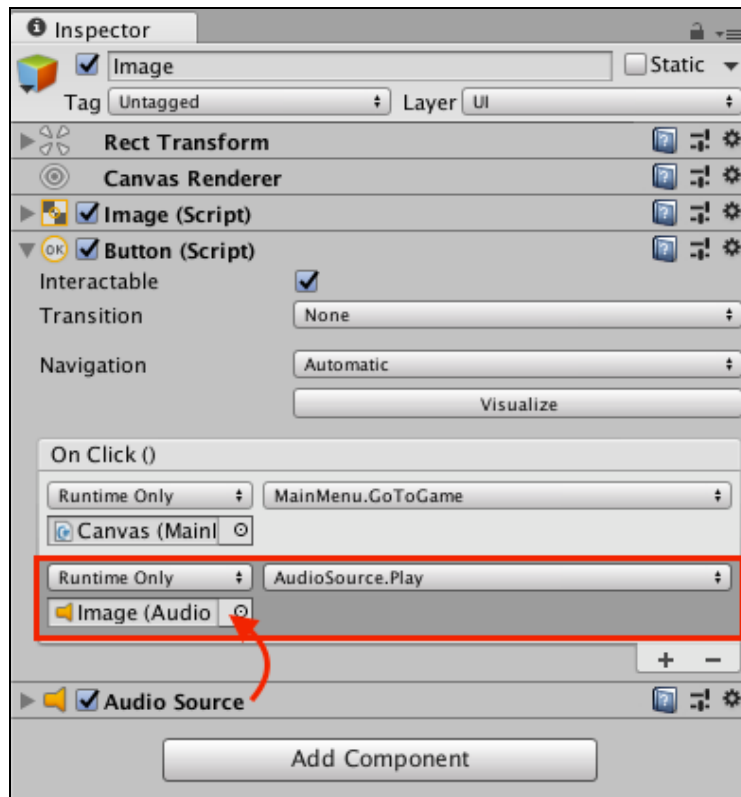 Inspector
Image
Static
Tag Untagged Layer UI
Rect Transform
Canvas Renderer
Image (Script)
OK Button (Script)
Interactable
Transition None
Navigation Automatic
Visualize
On Click ()
Runtime Only MainMenu.GoToGame
Canvas (MainI
Runtime Only AudioSource.Play
Image (Audio
+ −
Audio Source
Add Component